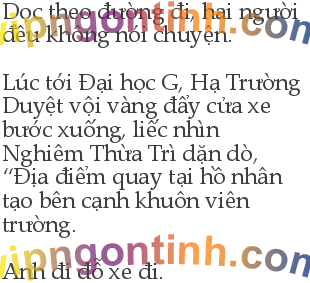 Dọc theo đường đi, hai người
đều không nói chuyện.
Lúc tới Đại học G, Hạ Trường
Duyệt vội vàng đẩy cửa xe
bước xuống, liếc nhìn
Nghiêm Thừa Trì dặn dò,
“Địa điểm quay tại hồ nhân
tạo bên cạnh khuôn viên
trường.
vipngontinh.com
Anh đi đỗ xe đi.
vipngontinh.com